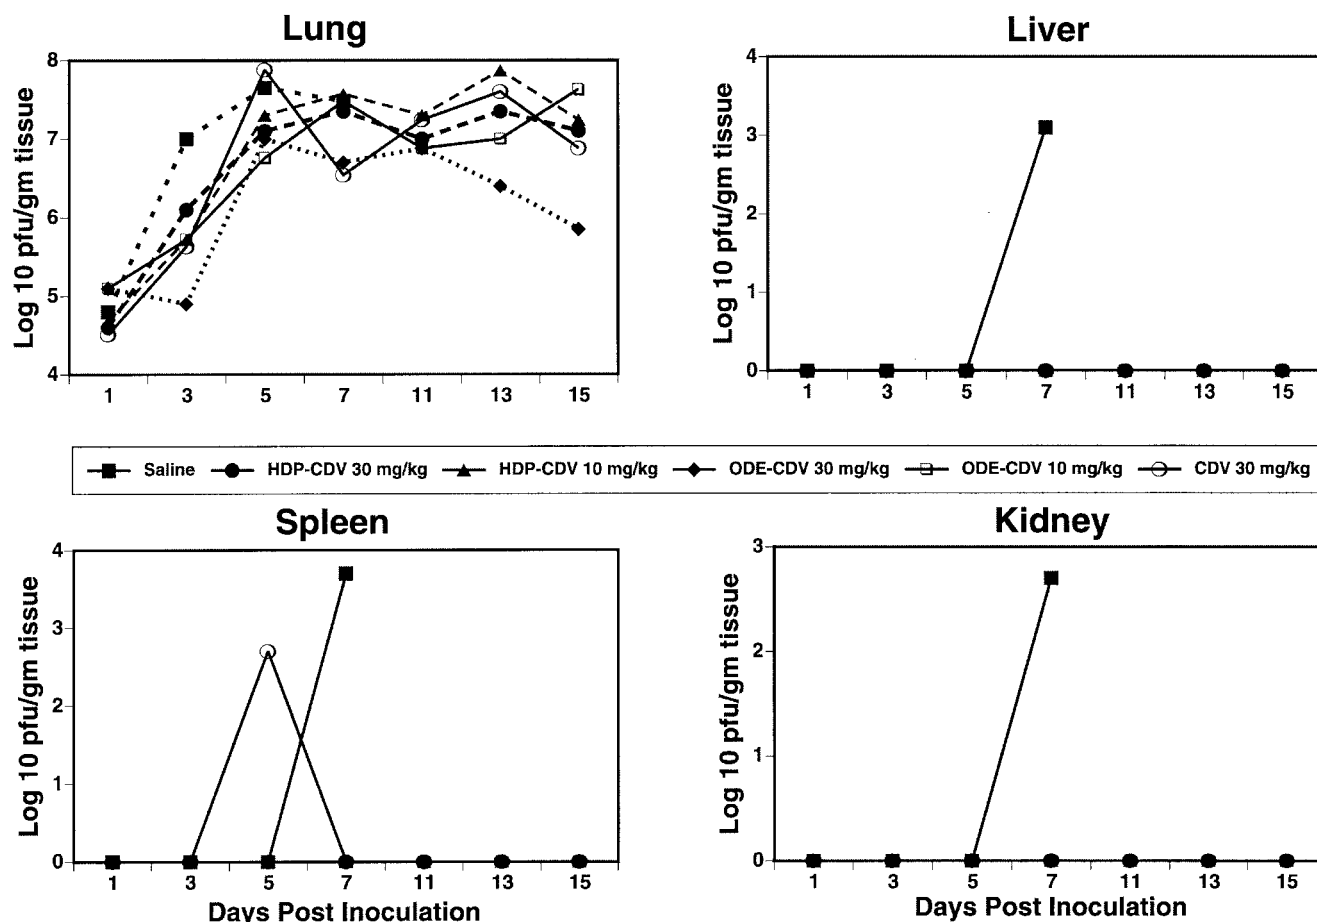 Lung
Log 10 pfu/gm tissue
8
7
6
5
4
1 3 5 7 11 13 15
Liver
Log 10 pfu/gm tissue
4
3
2
1
0
1 3 5 7 11 13 15
Saline HDP-CDV 30 mg/kg HDP-CDV 10 mg/kg ODE-CDV 30 mg/kg ODE-CDV 10 mg/kg CDV 30 mg/kg
Spleen
Log 10 pfu/gm tissue
4
3
2
1
0
1 3 5 7 11 13 15
Days Post Inoculation
Kidney
Log 10 pfu/gm tissue
3
2
1
0
1 3 5 7 11 13 15
Days Post Inoculation